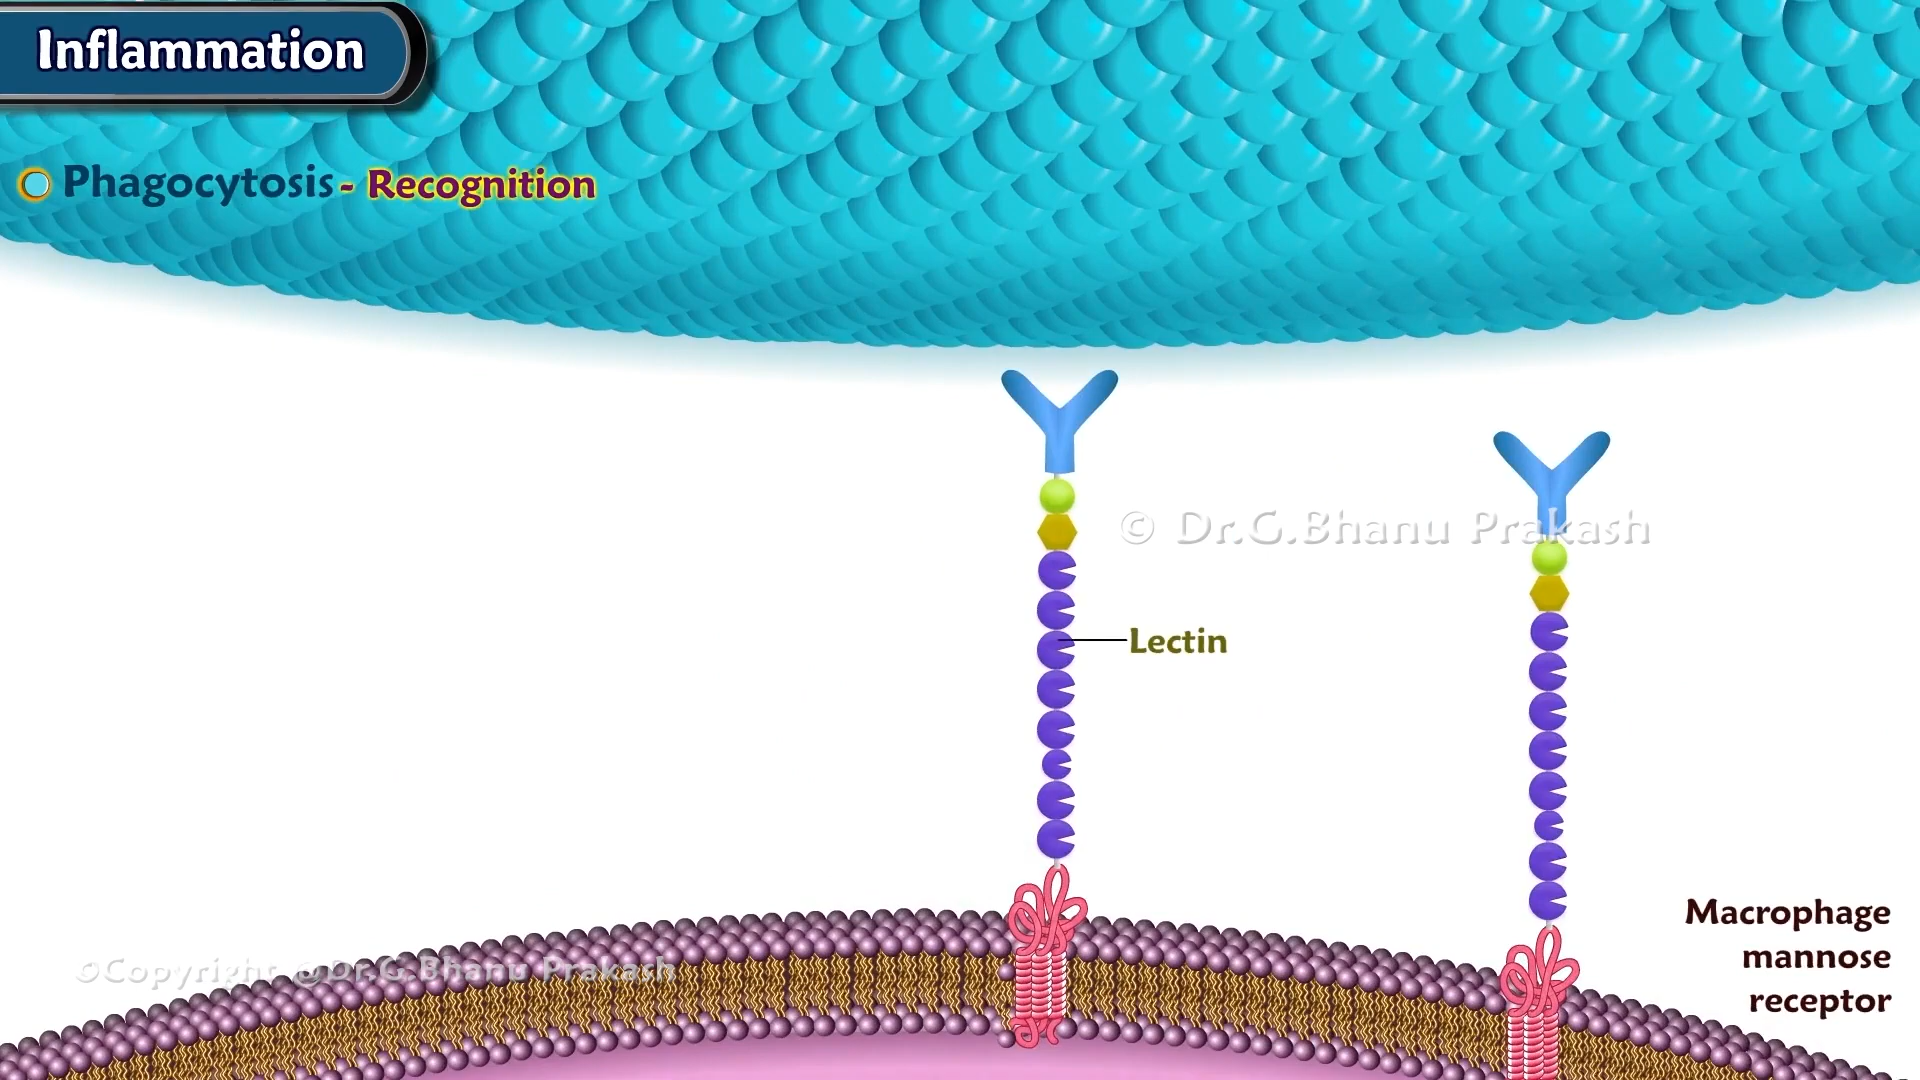 Inflammation
Phagocytosis - Recognition
© Dr.G.Bhanu Prakash
Lectin
Macrophage
mannose
receptor
©Copyright @Dr.G.Bhanu Prakash